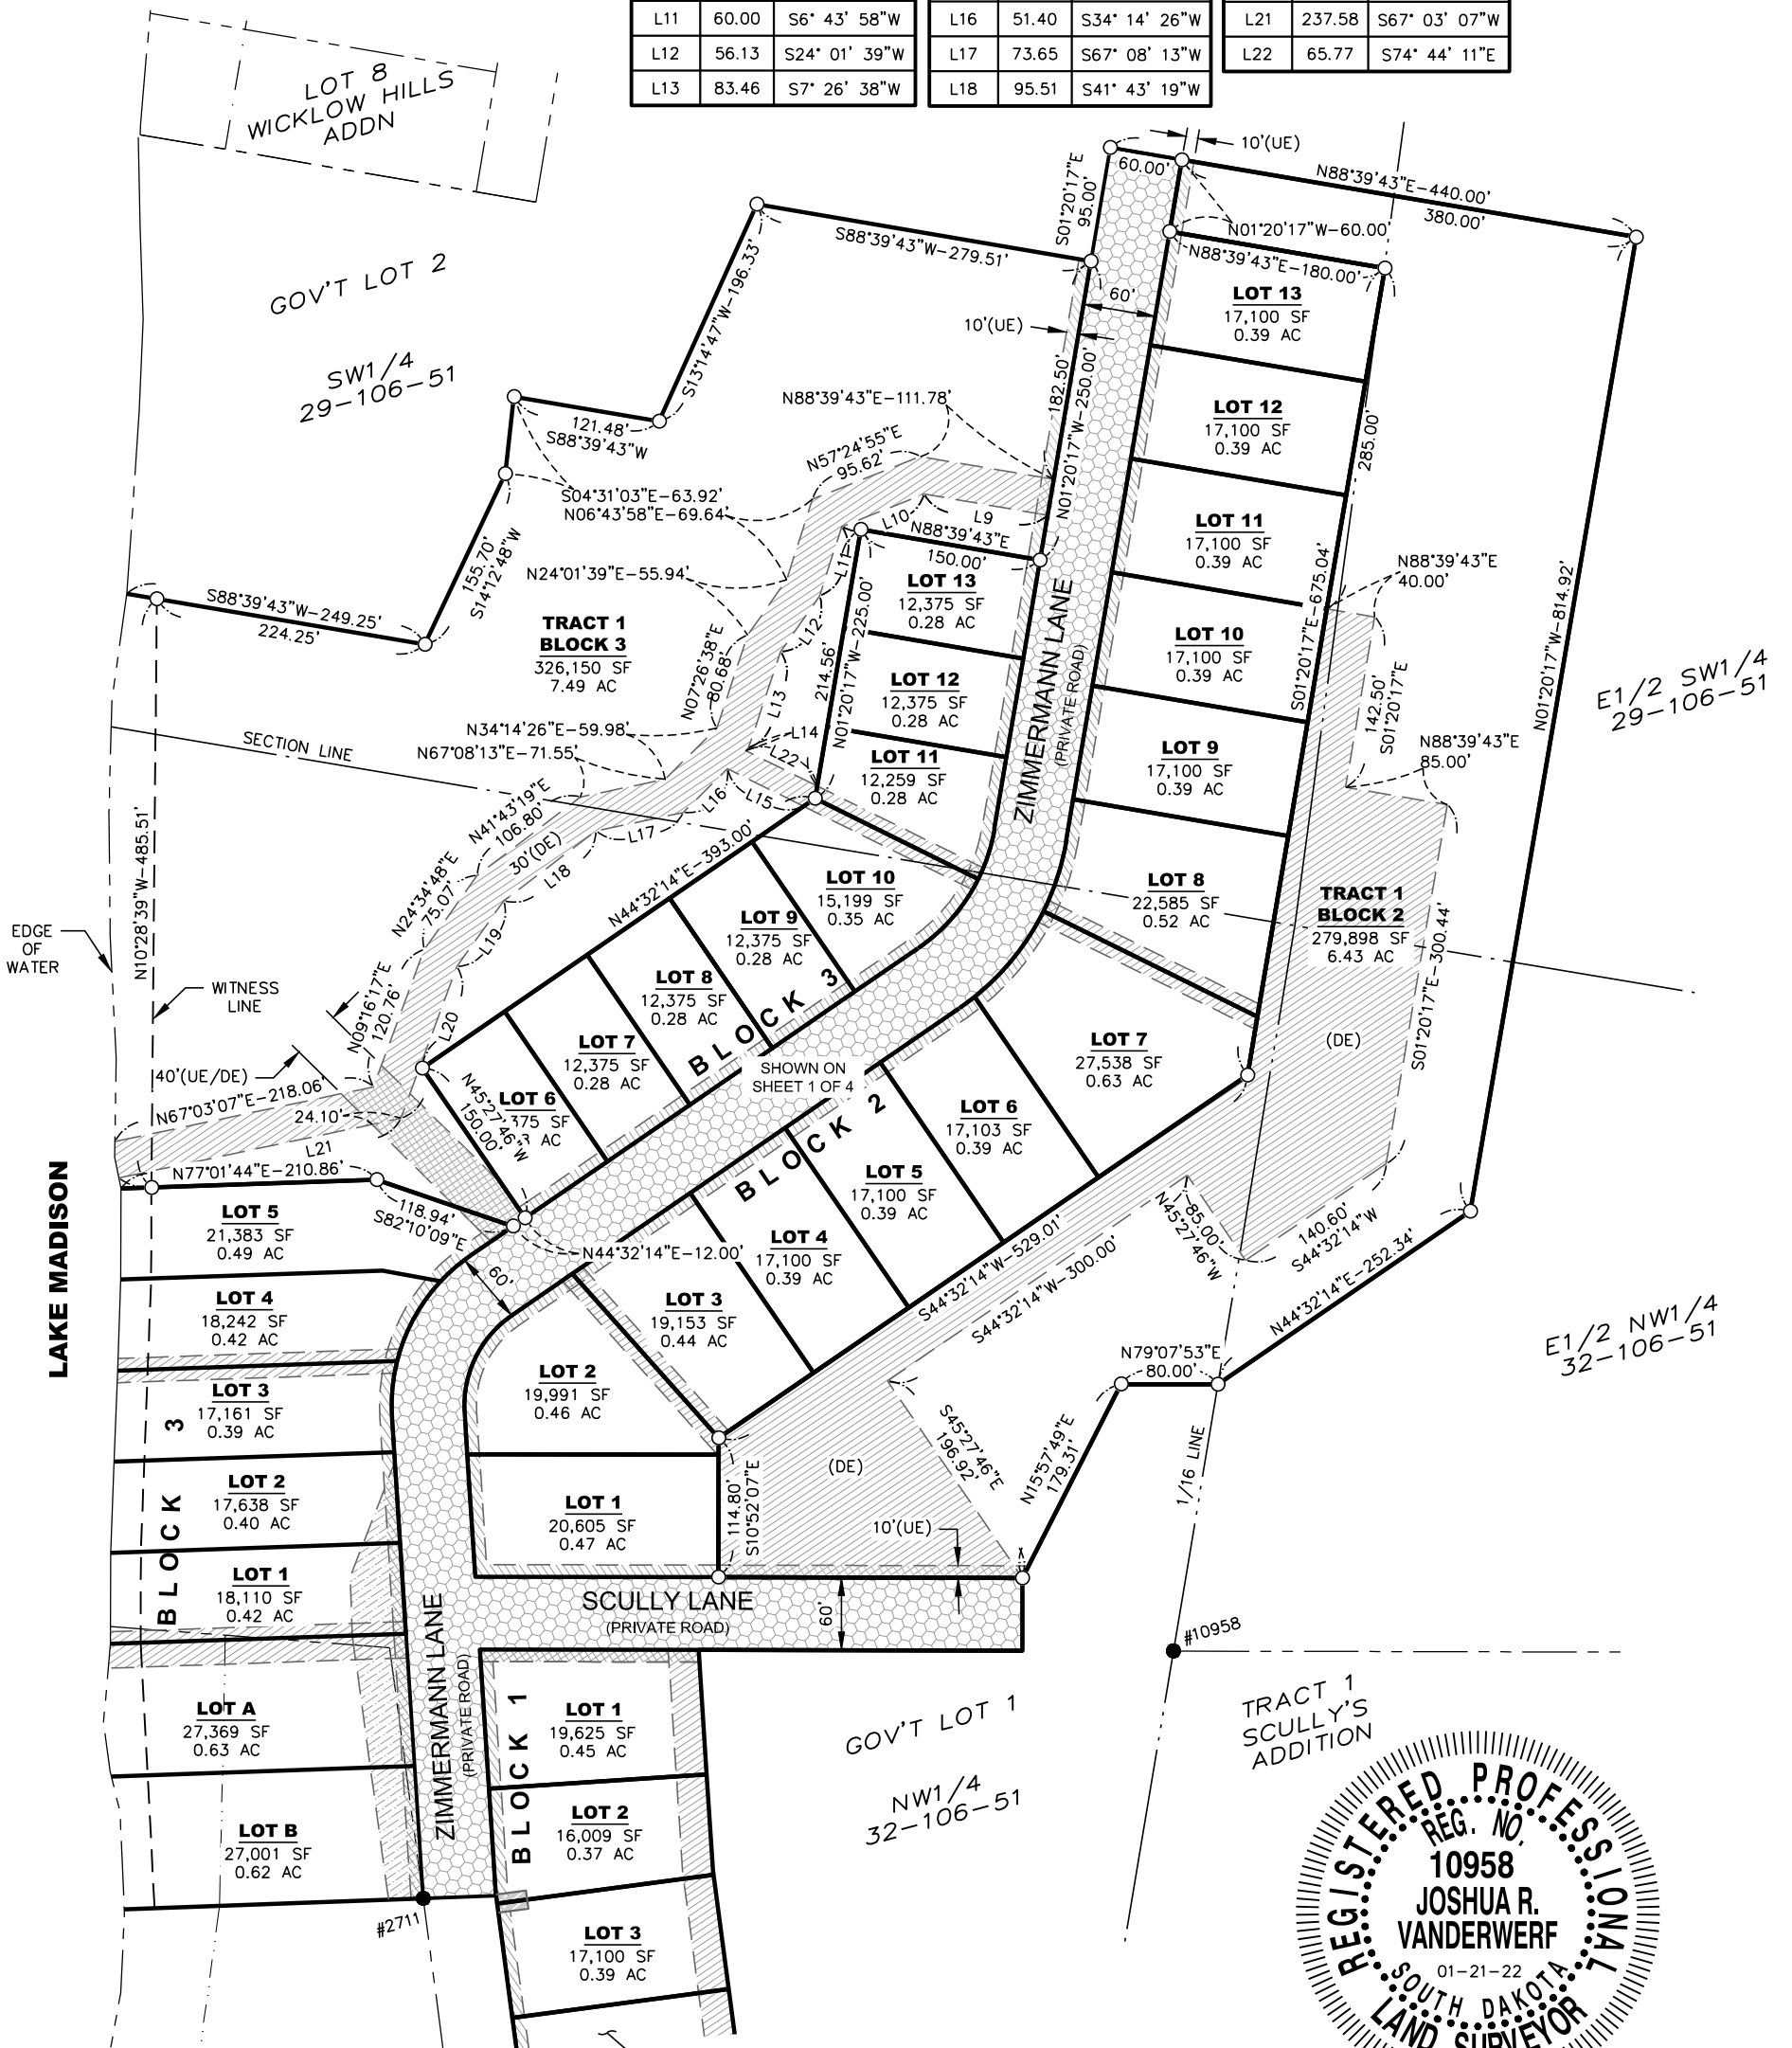 L11 60.00 S6° 43' 58"W
L12 56.13 S24° 01' 39"W
L13 83.46 S7° 26' 38"W
L16 51.40 S34° 14' 26"W
L17 73.65 S67° 08' 13"W
L18 95.51 S41° 43' 19"W
L21 237.58 S67° 03' 07"W
L22 65.77 S74° 44' 11"E
LOT 8
WICKLOW HILLS
ADDN
GOV'T LOT 2
SW1/4
29-106-51
10'(UE)
60.00'
S01°20'17"E
95.00'
N88°39'43"E-440.00'
380.00'
N01°20'17"W-60.00'
N88°39'43"E-180.00'
S88°39'43"W-279.51'
S13°14'47"W-196.33'
121.48'
S88°39'43"W
60'
10'(UE)
182.50'
N01°20'17"W-250.00'
N88°39'43"E-111.78'
N57°24'55"E
95.62'
S04°31'03"E-63.92'
N06°43'58"E-69.64'
155.70'
S14°12'48"W
N24°01'39"E-55.94'
S88°39'43"W-249.25'
224.25'
TRACT 1
BLOCK 3
326,150 SF
7.49 AC
N07°26'38"E
80.68'
L9
L10
L11
L12
L13
L14
L22
L15
L16
L17
L18
L19
L20
L21
N88°39'43"E
150.00'
214.56'
N01°20'17"W-225.00'
LOT 13
17,100 SF
0.39 AC
LOT 12
17,100 SF
0.39 AC
LOT 11
17,100 SF
0.39 AC
LOT 10
17,100 SF
0.39 AC
LOT 9
17,100 SF
0.39 AC
LOT 8
22,585 SF
0.52 AC
LOT 7
27,538 SF
0.63 AC
LOT 6
17,103 SF
0.39 AC
LOT 5
17,100 SF
0.39 AC
LOT 4
17,100 SF
0.39 AC
LOT 3
19,153 SF
0.44 AC
LOT 2
19,991 SF
0.46 AC
LOT 1
20,605 SF
0.47 AC
BLOCK 2
285.00'
S01°20'17"E-675.04'
N88°39'43"E
40.00'
142.50'
S01°20'17"E
N88°39'43"E
85.00'
N01°20'17"W-814.92'
E1/2 SW1/4
29-106-51
TRACT 1
BLOCK 2
279,898 SF
6.43 AC
S01°20'17"E-300.44'
(DE)
ZIMMERMANN LANE
(PRIVATE ROAD)
LOT 13
12,375 SF
0.28 AC
LOT 12
12,375 SF
0.28 AC
LOT 11
12,259 SF
0.28 AC
LOT 10
15,199 SF
0.35 AC
LOT 9
12,375 SF
0.28 AC
LOT 8
12,375 SF
0.28 AC
LOT 7
12,375 SF
0.28 AC
LOT 6
375 SF
AC
BLOCK 3
SHOWN ON
SHEET 1 OF 4
SECTION LINE
N34°14'26"E-59.98'
N67°08'13"E-71.55'
N41°43'19"E
106.80'
30'(DE)
N24°34'48"E
75.07'
N44°32'14"E-393.00'
N10°28'39"W-485.51'
EDGE
OF
WATER
WITNESS
LINE
N09°16'17"E
120.76'
40'(UE/DE)
N67°03'07"E-218.06'
24.10'
N45°27'46"W
150.00'
N77°01'44"E-210.86'
118.94'
S82°10'09"E
N44°32'14"E-12.00'
60'
LAKE MADISON
LOT 5
21,383 SF
0.49 AC
LOT 4
18,242 SF
0.42 AC
LOT 3
17,161 SF
0.39 AC
LOT 2
17,638 SF
0.40 AC
LOT 1
18,110 SF
0.42 AC
BLOCK 3
LOT A
27,369 SF
0.63 AC
LOT B
27,001 SF
0.62 AC
S44°32'14"W-529.01'
S44°32'14"W-300.00'
85.00'
N45°27'46"W
140.60'
S44°32'14"W
N44°32'14"E-252.34'
E1/2 NW1/4
32-106-51
N79°07'53"E
80.00'
N15°57'49"E
179.31'
S45°27'46"E
196.92'
(DE)
114.80'
S10°52'07"E
10'(UE)
1/16 LINE
SCULLY LANE
(PRIVATE ROAD)
60'
#10958
ZIMMERMANN LANE
(PRIVATE ROAD)
BLOCK 1
LOT 1
19,625 SF
0.45 AC
LOT 2
16,009 SF
0.37 AC
LOT 3
17,100 SF
0.39 AC
#2711
GOV'T LOT 1
NW1/4
32-106-51
TRACT 1
SCULLY'S
ADDITION
REGISTERED PROFESSIONAL
REG. NO.
10958
JOSHUA R.
VANDERWERF
01-21-22
SOUTH DAKOTA
LAND SURVEYOR